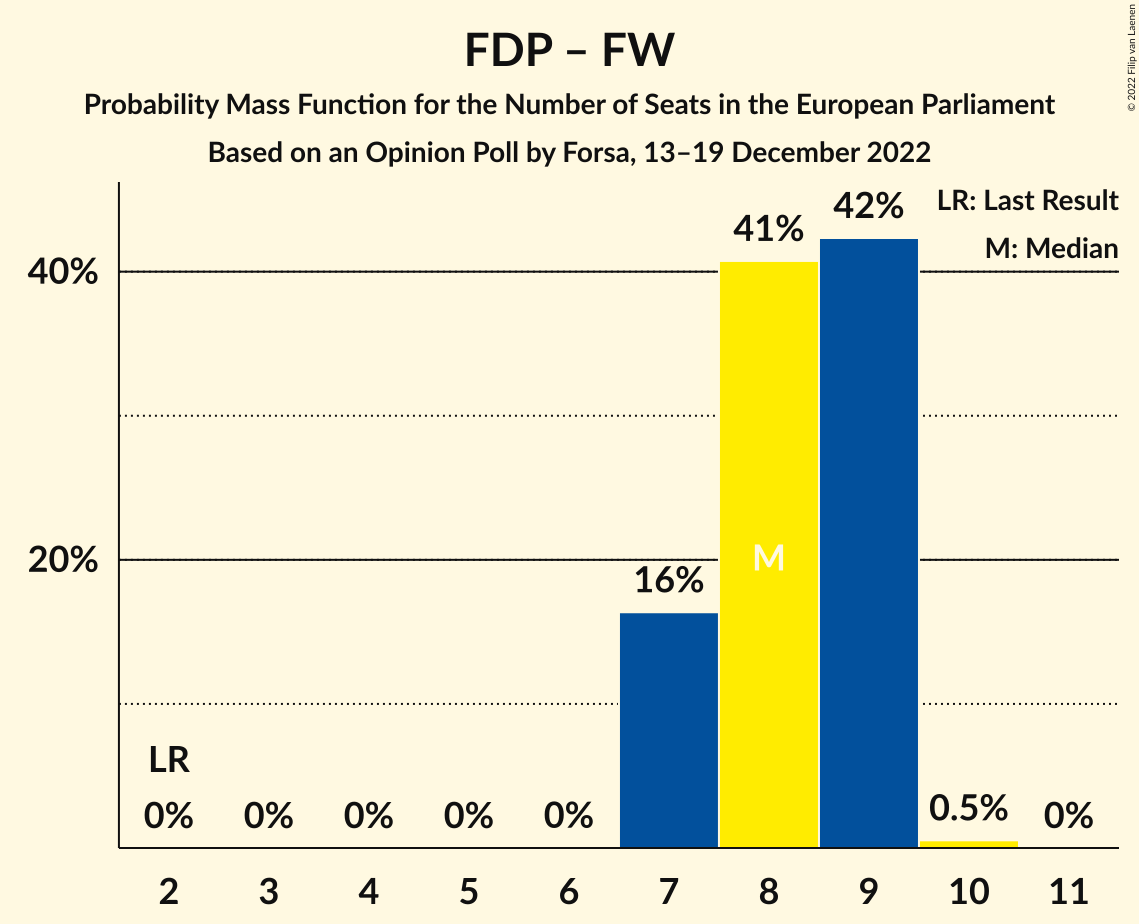 FDP – FW
Probability Mass Function for the Number of Seats in the European Parliament
Based on an Opinion Poll by Forsa, 13–19 December 2022
© 2022 Filip van Laenen
LR: Last Result
M: Median
42%
41%
40%
20%
16%
M
LR
0% 0% 0% 0% 0% 0.5% 0%
2 3 4 5 6 7 8 9 10 11